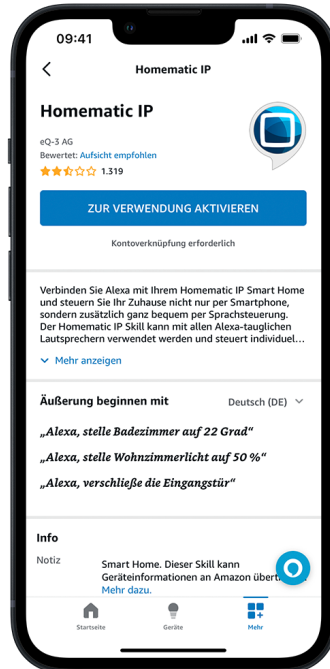 09:41
Homematic IP
Homematic IP
eQ-3 AG
Bewertet: Aufsicht empfohlen
1.319
ZUR VERWENDUNG AKTIVIEREN
Kontoverknüpfung erforderlich
Verbinden Sie Alexa mit Ihrem Homematic IP Smart Home
und steuern Sie Ihr Zuhause nicht nur per Smartphone,
sondern zusätzlich ganz bequem per Sprachsteuerung.
Der Homematic IP Skill kann mit allen Alexa-tauglichen
Lautsprechern verwendet werden und steuert individuel...
Mehr anzeigen
Äußerung beginnen mit Deutsch (DE)
„Alexa, stelle Badezimmer auf 22 Grad“
„Alexa, stelle Wohnzimmerlicht auf 50 %“
„Alexa, verschließe die Eingangstür“
Info
Notiz Smart Home. Dieser Skill kann
Geräteinformationen an Amazon übert
Mehr dazu.
Startseite Geräte Mehr